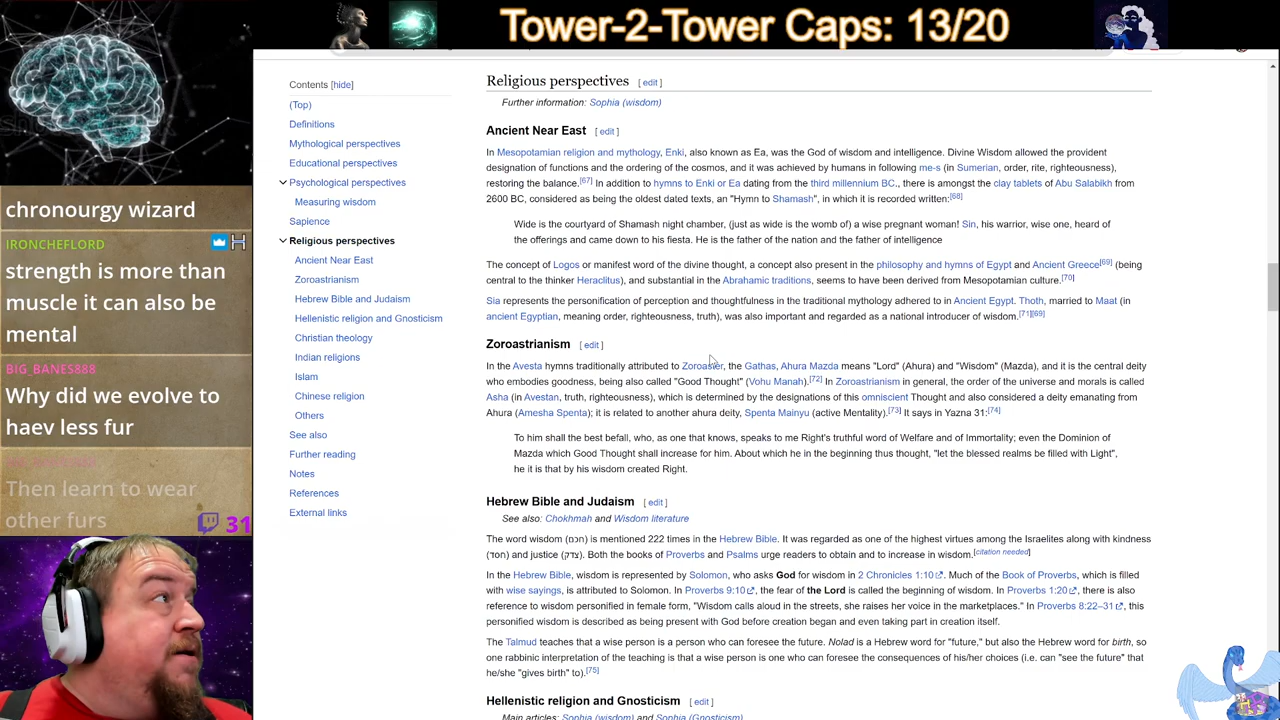 Tower-2-Tower Caps: 13/20
chronourgy wizard
IRONCHEFLORD
strength is more than
muscle it can also be
mental
BIG_BANES888
Why did we evolve to
haev less fur
Then learn to wear
other furs
31
Contents [hide]
(Top)
Definitions
Mythological perspectives
Educational perspectives
Psychological perspectives
Measuring wisdom
Sapience
Religious perspectives
Ancient Near East
Zoroastrianism
Hebrew Bible and Judaism
Hellenistic religion and Gnosticism
Christian theology
Indian religions
Islam
Chinese religion
Others
See also
Further reading
Notes
References
External links
Religious perspectives [ edit ]
Further information: Sophia (wisdom)
Ancient Near East [ edit ]
In Mesopotamian religion and mythology, Enki, also known as Ea, was the God of wisdom and intelligence. Divine Wisdom allowed the provident
designation of functions and the ordering of the cosmos, and it was achieved by humans in following me-s (in Sumerian, order, rite, righteousness),
restoring the balance.[67] In addition to hymns to Enki or Ea dating from the third millennium BC., there is amongst the clay tablets of Abu Salabikh from
2600 BC, considered as being the oldest dated texts, an "Hymn to Shamash", in which it is recorded written:[68]
Wide is the courtyard of Shamash night chamber, (just as wide is the womb of) a wise pregnant woman! Sin, his warrior, wise one, heard of
the offerings and came down to his fiesta. He is the father of the nation and the father of intelligence
The concept of Logos or manifest word of the divine thought, a concept also present in the philosophy and hymns of Egypt and Ancient Greece[69] (being
central to the thinker Heraclitus), and substantial in the Abrahamic traditions, seems to have been derived from Mesopotamian culture.[70]
Sia represents the personification of perception and thoughtfulness in the traditional mythology adhered to in Ancient Egypt. Thoth, married to Maat (in
ancient Egyptian, meaning order, righteousness, truth), was also important and regarded as a national introducer of wisdom.[71][69]
Zoroastrianism [ edit ]
In the Avesta hymns traditionally attributed to Zoroaster, the Gathas, Ahura Mazda means "Lord" (Ahura) and "Wisdom" (Mazda), and it is the central deity
who embodies goodness, being also called "Good Thought" (Vohu Manah).[72] In Zoroastrianism in general, the order of the universe and morals is called
Asha (in Avestan, truth, righteousness), which is determined by the designations of this omniscient Thought and also considered a deity emanating from
Ahura (Amesha Spenta); it is related to another ahura deity, Spenta Mainyu (active Mentality).[73] It says in Yazna 31:[74]
To him shall the best befall, who, as one that knows, speaks to me Right's truthful word of Welfare and of Immortality; even the Dominion of
Mazda which Good Thought shall increase for him. About which he in the beginning thus thought, "let the blessed realms be filled with Light",
he it is that by his wisdom created Right.
Hebrew Bible and Judaism [ edit ]
See also: Chokhmah and Wisdom literature
The word wisdom (חכם) is mentioned 222 times in the Hebrew Bible. It was regarded as one of the highest virtues among the Israelites along with kindness
(חסד) and justice (צדק). Both the books of Proverbs and Psalms urge readers to obtain and to increase in wisdom.[citation needed]
In the Hebrew Bible, wisdom is represented by Solomon, who asks God for wisdom in 2 Chronicles 1:10. Much of the Book of Proverbs, which is filled
with wise sayings, is attributed to Solomon. In Proverbs 9:10, the fear of the Lord is called the beginning of wisdom. In Proverbs 1:20, there is also
reference to wisdom personified in female form, "Wisdom calls aloud in the streets, she raises her voice in the marketplaces." In Proverbs 8:22–31, this
personified wisdom is described as being present with God before creation began and even taking part in creation itself.
The Talmud teaches that a wise person is a person who can foresee the future. Nolad is a Hebrew word for "future," but also the Hebrew word for birth, so
one rabbinic interpretation of the teaching is that a wise person is one who can foresee the consequences of his/her choices (i.e. can "see the future" that
he/she "gives birth" to).[75]
Hellenistic religion and Gnosticism [ edit ]
Main articles: Sophia (wisdom) and Sophia (Gnosticism)